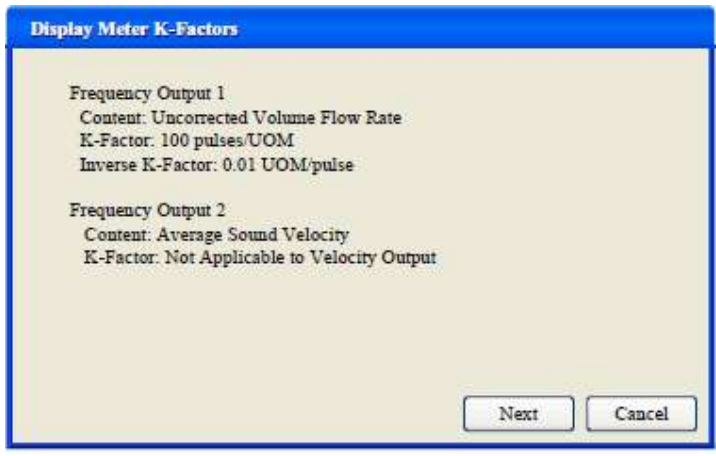 Display Meter K-Factors
Frequency Output 1
Content: Uncorrected Volume Flow Rate
K-Factor: 100 pulses/UOM
Inverse K-Factor: 0.01 UOM/pulse
Frequency Output 2
Content: Average Sound Velocity
K-Factor: Not Applicable to Velocity Output
Next Cancel